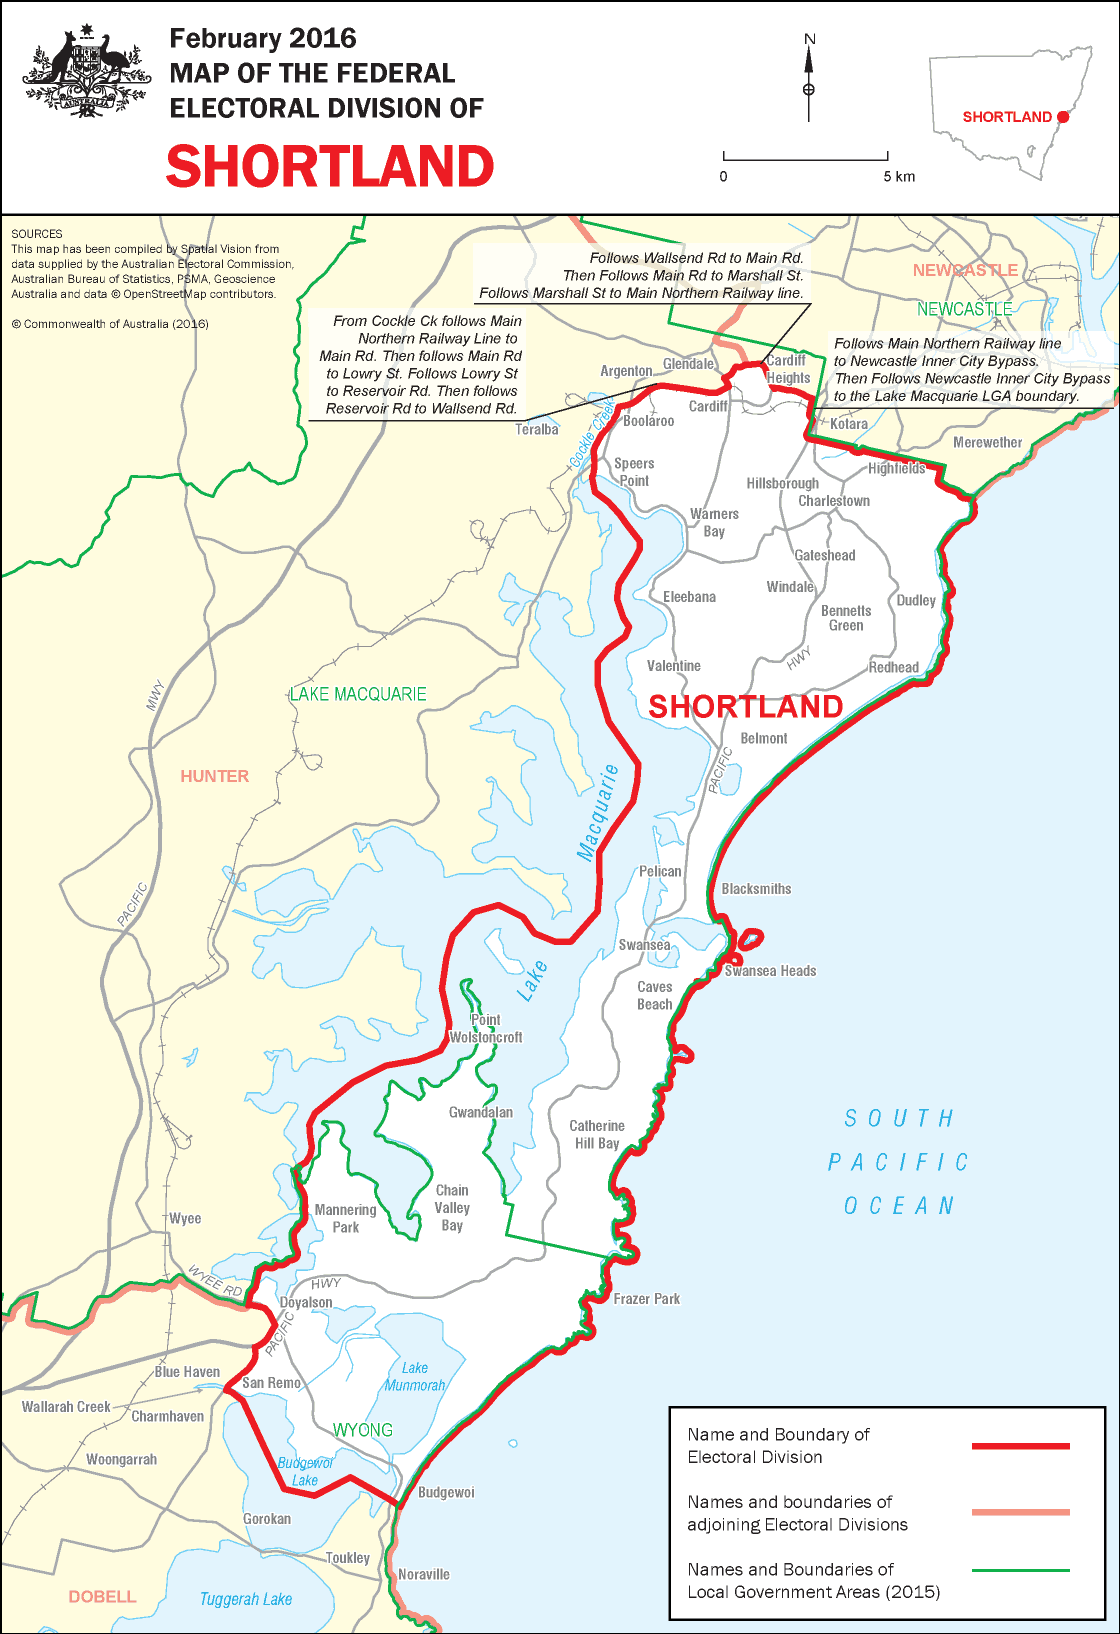 February 2016
MAP OF THE FEDERAL
ELECTORAL DIVISION OF
SHORTLAND
AUSTRALIA
N
0
5 km
SHORTLAND
SOURCES
This map has been compiled by Spatial Vision from
data supplied by the Australian Electoral Commission,
Australian Bureau of Statistics, PSMA, Geoscience
Australia and data © OpenStreetMap contributors.
© Commonwealth of Australia (2016)
Follows Wallsend Rd to Main Rd.
Then Follows Main Rd to Marshall St.
Follows Marshall St to Main Northern Railway line.
From Cockle Ck follows Main
Northern Railway Line to
Main Rd. Then follows Main Rd
to Lowry St. Follows Lowry St
to Reservoir Rd. Then follows
Reservoir Rd to Wallsend Rd.
Follows Main Northern Railway line
to Newcastle Inner City Bypass.
Then Follows Newcastle Inner City Bypass
to the Lake Macquarie LGA boundary.
NEWCASTLE
NEWCASTLE
Argenton
Glendale
Cardiff
Heights
Cardiff
Boolaroo
Teralba
Cockle Creek
Kotara
Merewether
Highfields
Speers
Point
Hillsborough
Charlestown
Warners
Bay
Gateshead
Windale
Eleebana
Bennetts
Green
Dudley
HWY
Valentine
Redhead
SHORTLAND
Belmont
PACIFIC
MWY
LAKE MACQUARIE
HUNTER
Macquarie
PACIFIC
Pelican
Blacksmiths
Swansea
Lake
Swansea Heads
Caves
Beach
Point
Wolstoncroft
Gwandalan
Catherine
Hill Bay
SOUTH
PACIFIC
OCEAN
Chain
Valley
Bay
Mannering
Park
Wyee
WYEE RD
HWY
Doyalson
PACIFIC
Frazer Park
Blue Haven
San Remo
Lake
Munmorah
Wallarah Creek
Charmhaven
WYONG
Woongarrah
Budgewoi
Lake
Budgewoi
Gorokan
Toukley
Noraville
DOBELL
Tuggerah Lake
Name and Boundary of
Electoral Division
Names and boundaries of
adjoining Electoral Divisions
Names and Boundaries of
Local Government Areas (2015)